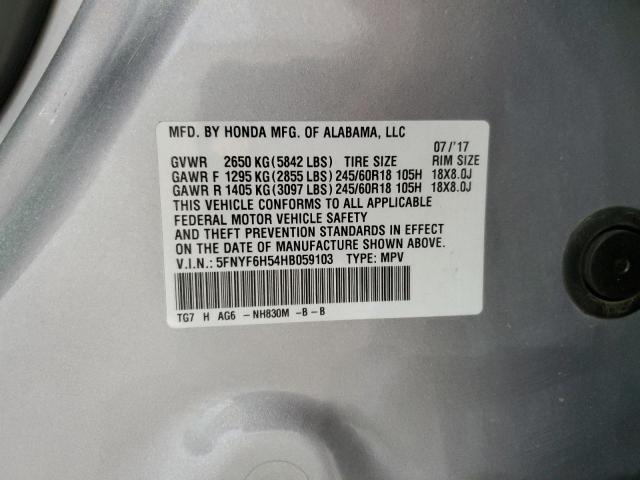 MFD. BY HONDA MFG. OF ALABAMA, LLC
07/'17
GVWR 2650 KG(5842 LBS) TIRE SIZE RIM SIZE
GAWR F 1295 KG(2855 LBS)245/60R18 105H 18X8.0J
GAWR R 1405 KG(3097 LBS)245/60R18 105H 18X8.0J
THIS VEHICLE CONFORMS TO ALL APPLICABLE
FEDERAL MOTOR VEHICLE SAFETY
AND THEFT PREVENTION STANDARDS IN EFFECT
ON THE DATE OF MANUFACTURE SHOWN ABOVE.
V.I.N.: 5FNYF6H54HB059103 TYPE: MPV
TG7 H AG6 -NH830M -B-B